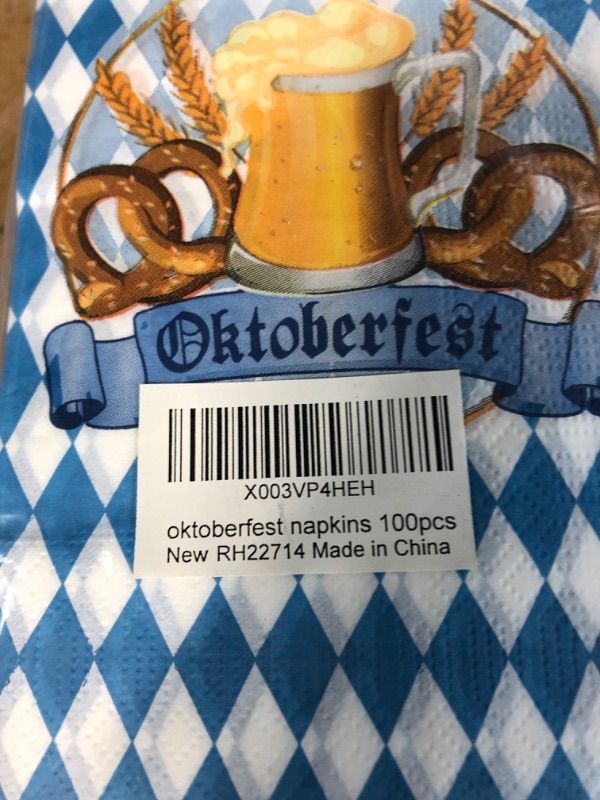 Oktoberfest
X003VP4HEH
oktoberfest napkins 100pcs
New RH22714 Made in China